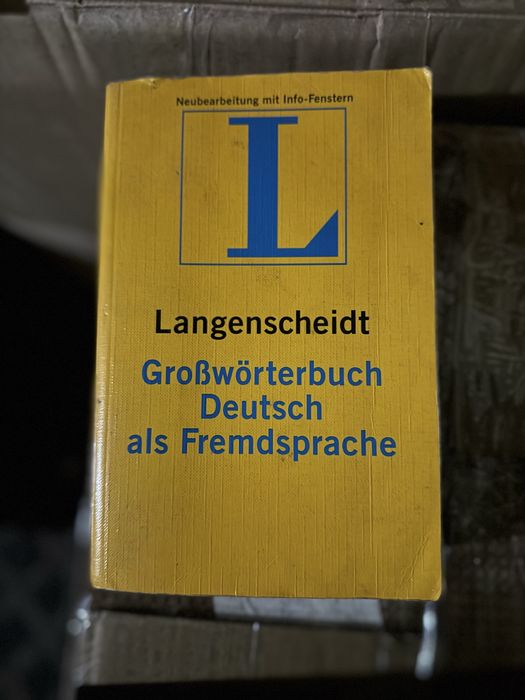 Neubearbeitung mit Info-Fenstern
L
Langenscheidt
Großwörterbuch
Deutsch
als Fremdsprache